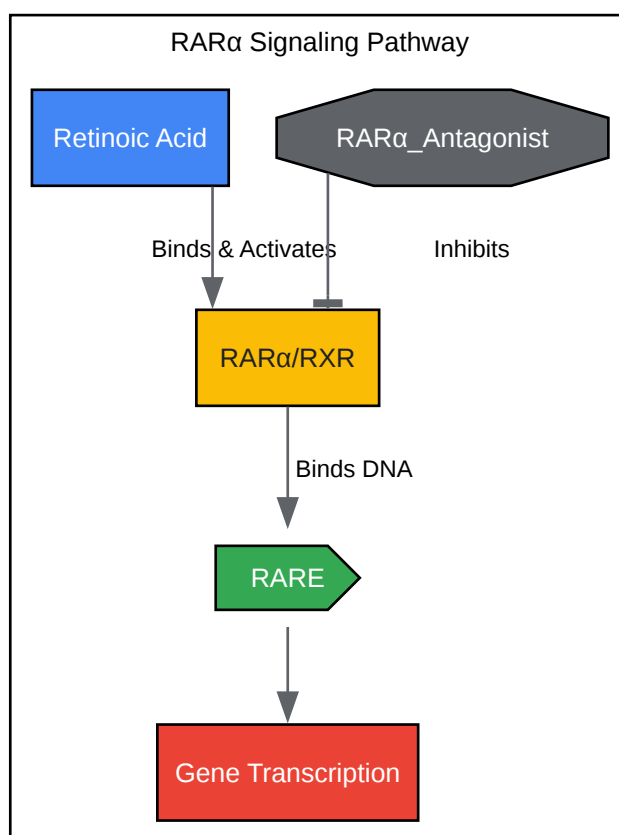 RARα Signaling Pathway
Retinoic Acid
RARα_Antagonist
Binds & Activates
Inhibits
RARα/RXR
Binds DNA
RARE
Gene Transcription